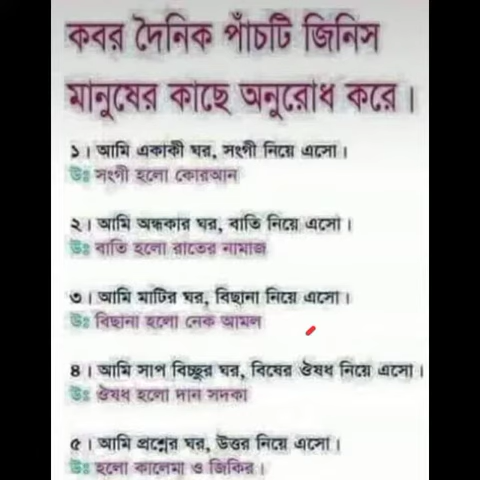 কবর দৈনিক পাঁচটি জিনিস
মানুষের কাছে অনুরোধ করে।
১। আমি একাকী ঘর, সংগী নিয়ে এসো।
উঃ সংগী হলো কোরআন
২। আমি অন্ধকার ঘর, বাতি নিয়ে এসো।
উঃ বাতি হলো রাতের নামাজ
৩। আমি মাটির ঘর, বিছানা নিয়ে এসো।
উঃ বিছানা হলো নেক আমল
৪। আমি সাপ বিচ্ছুর ঘর, বিষের ঔষধ নিয়ে এসো।
উঃ ঔষধ হলো দান সদকা
৫। আমি প্রশ্নের ঘর, উত্তর নিয়ে এসো।
উঃ হলো কালেমা ও জিকির।